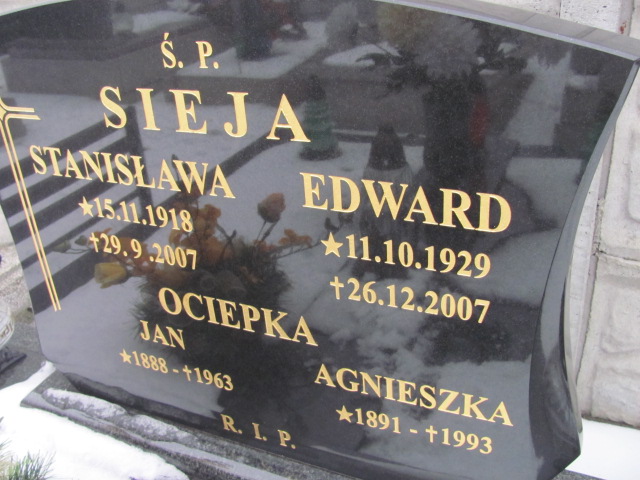 Ś. P.
SIEJA
STANISŁAWA
★15.11.1918
†29.9.2007
EDWARD
★11.10.1929
†26.12.2007
OCIEPKA
JAN
★1888 - †1963
AGNIESZKA
★1891 - †1993
R. I. P.